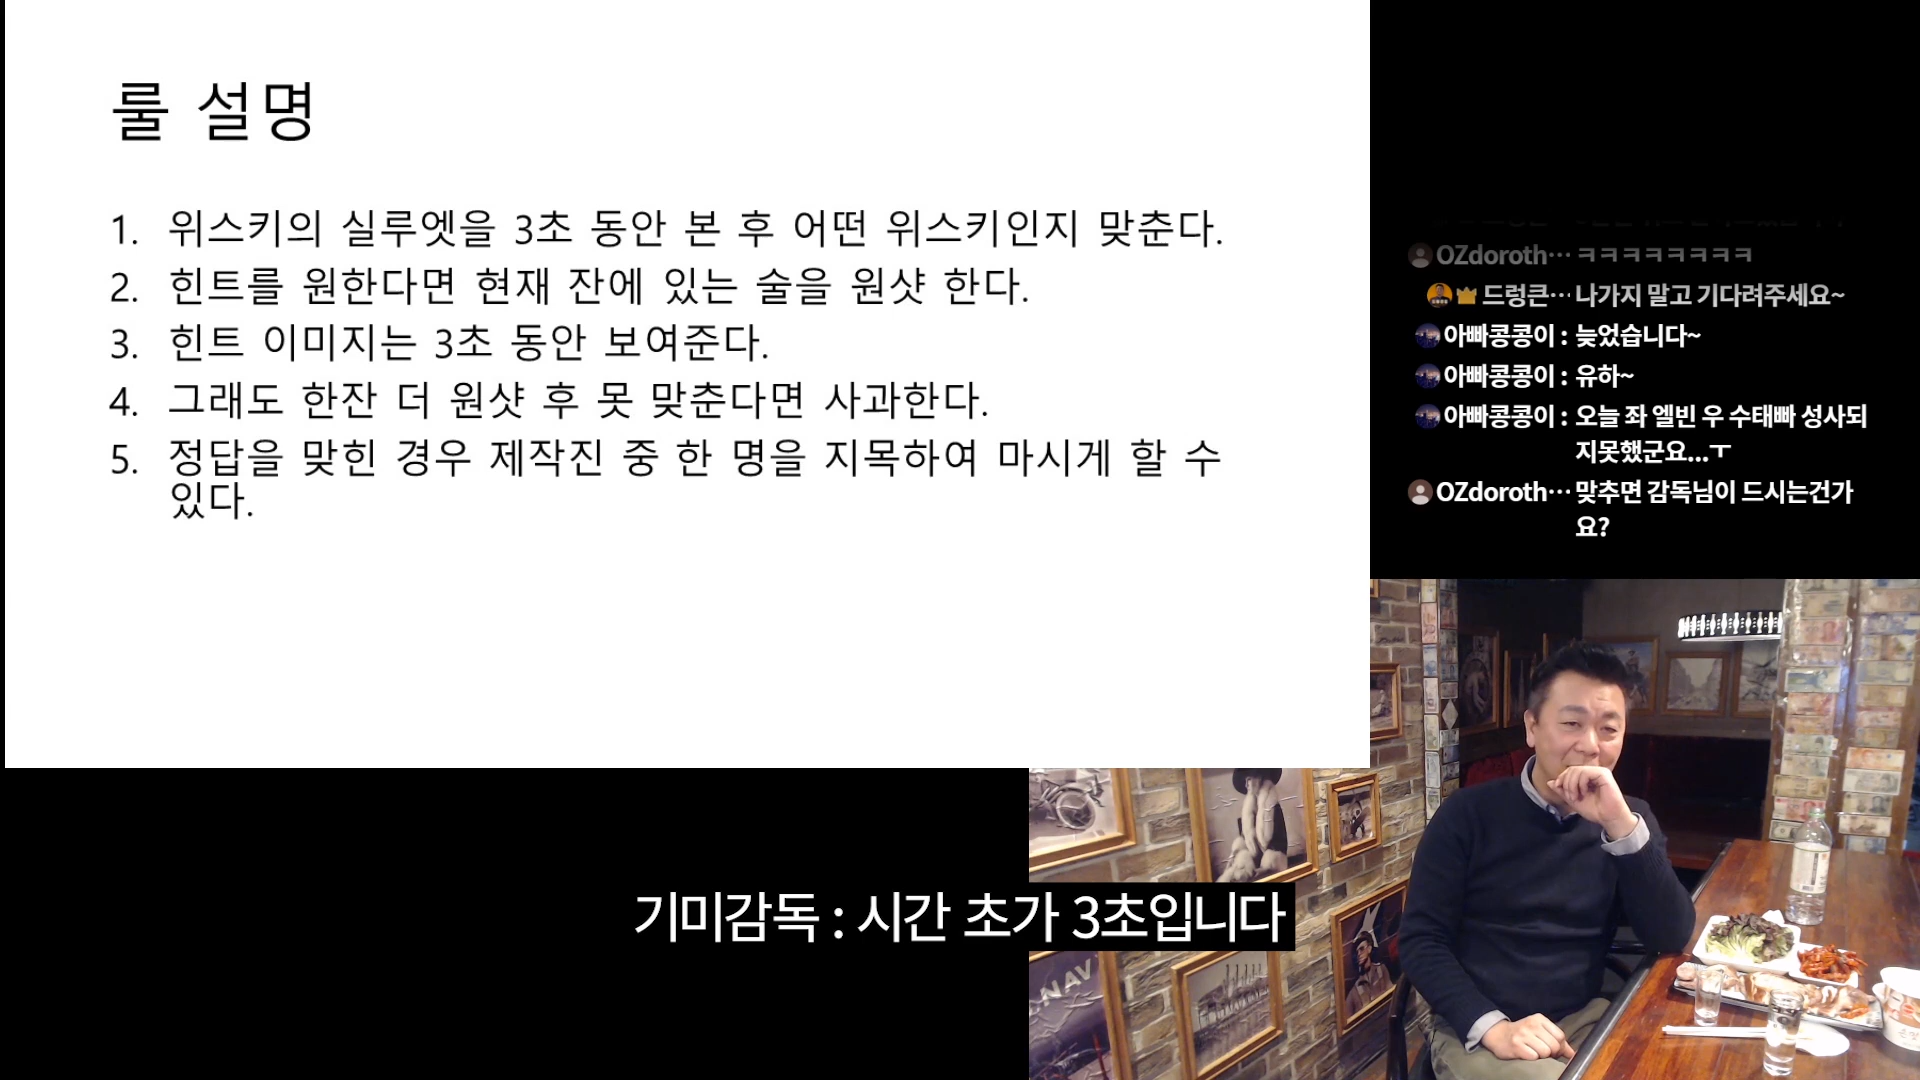 룰 설명
1. 위스키의 실루엣을 3초 동안 본 후 어떤 위스키인지 맞춘다.
2. 힌트를 원한다면 현재 잔에 있는 술을 원샷 한다.
3. 힌트 이미지는 3초 동안 보여준다.
4. 그래도 한잔 더 원샷 후 못 맞춘다면 사과한다.
5. 정답을 맞힌 경우 제작진 중 한 명을 지목하여 마시게 할 수
있다.
OZdoroth… ㅋㅋㅋㅋㅋㅋㅋㅋ
드렁큰… 나가지 말고 기다려주세요~
아빠콩콩이 : 늦었습니다~
아빠콩콩이 : 유하~
아빠콩콩이 : 오늘 좌 엘빈 우 수태빠 성사되
지못했군요...ㅜ
OZdoroth… 맞추면 감독님이 드시는건가
요?
기미감독 : 시간 초가 3초입니다
NAV